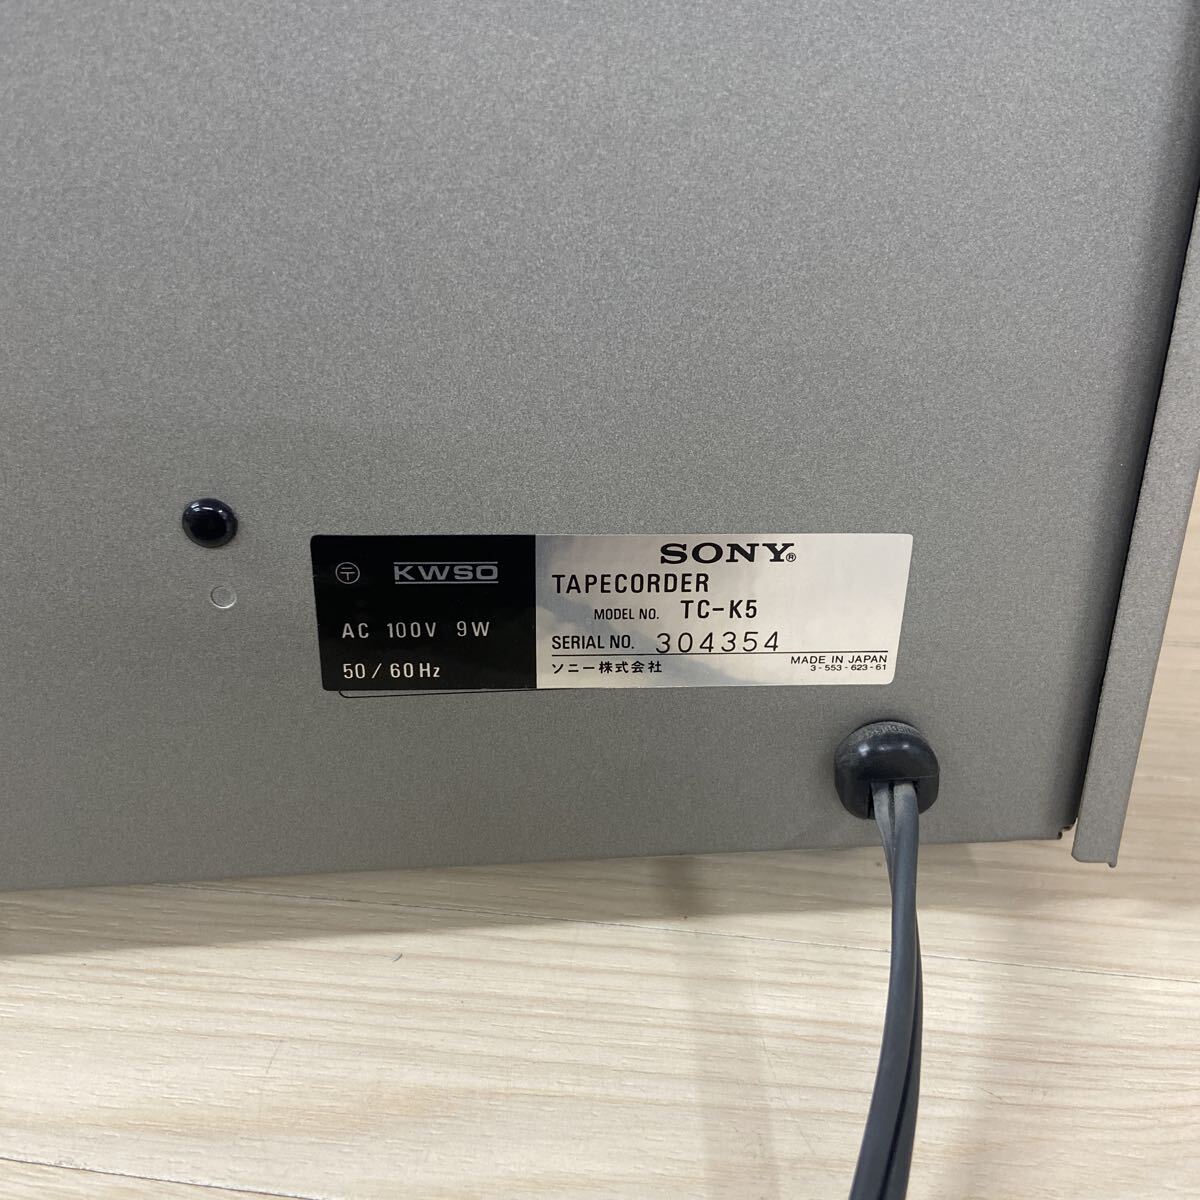 〒 KWSO
AC 100V 9W
50/60Hz
SONY®
TAPECORDER
MODEL NO. TC-K5
SERIAL NO. 304354
ソニー株式会社
MADE IN JAPAN
3-553-623-61